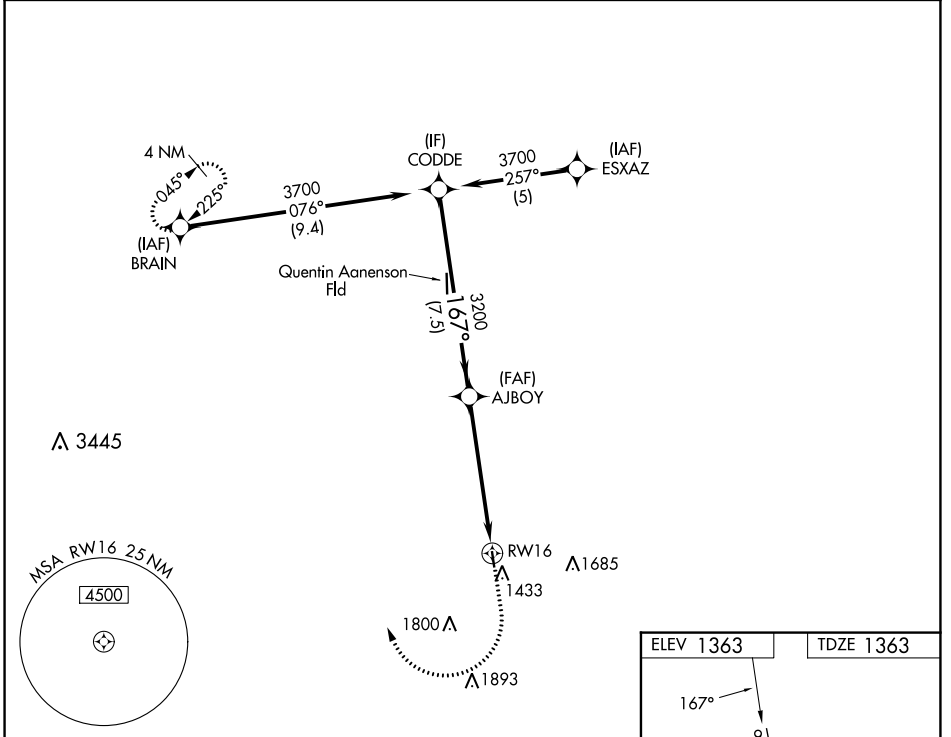 (IF)
CODDE
4 NM
045°
225°
(IAF)
BRAIN
3700
076°
(9.4)
3700
257°
(5)
(IAF)
ESXAZ
Quentin Aanenson
Fld
3200
167°
(7.5)
(FAF)
AJBOY
3445
RW16
1685
1433
1800
1893
MSA RW16 25 NM
4500
ELEV 1363
TDZE 1363
167°